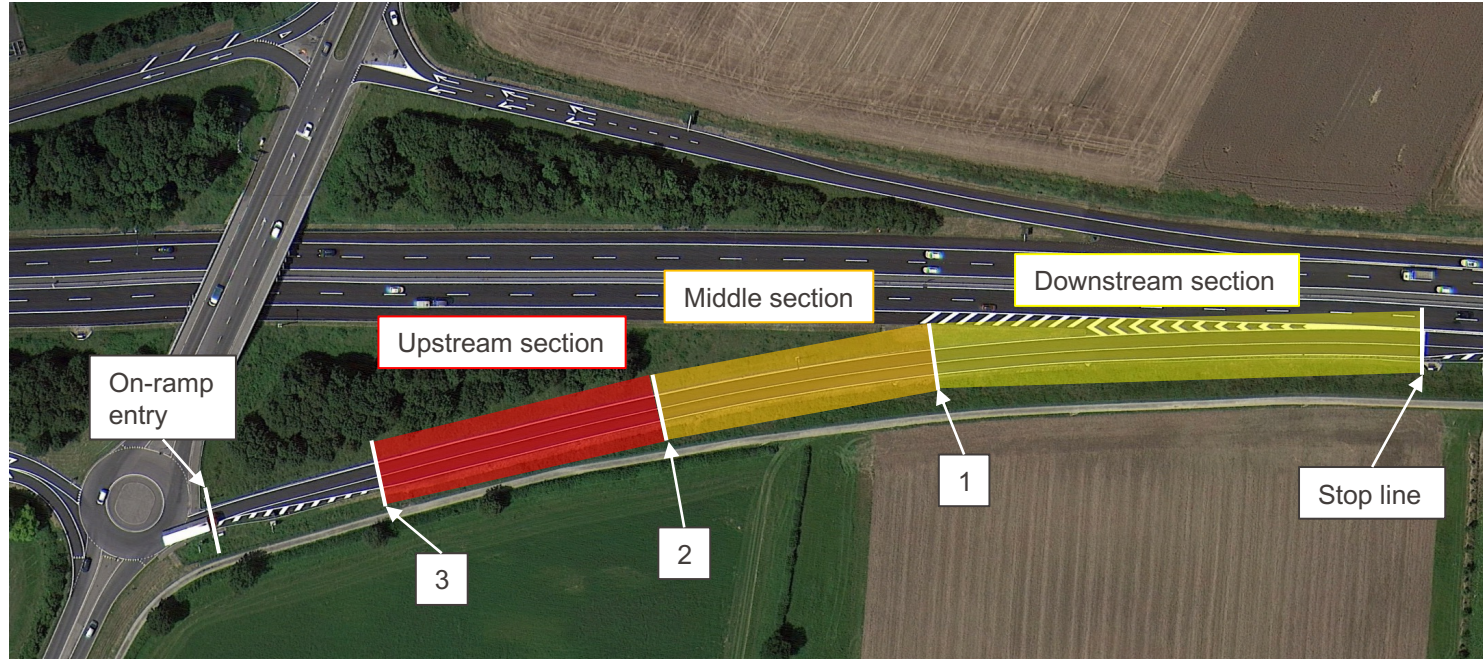 Downstream section
Middle section
Upstream section
On-ramp
entry
1
Stop line
2
3